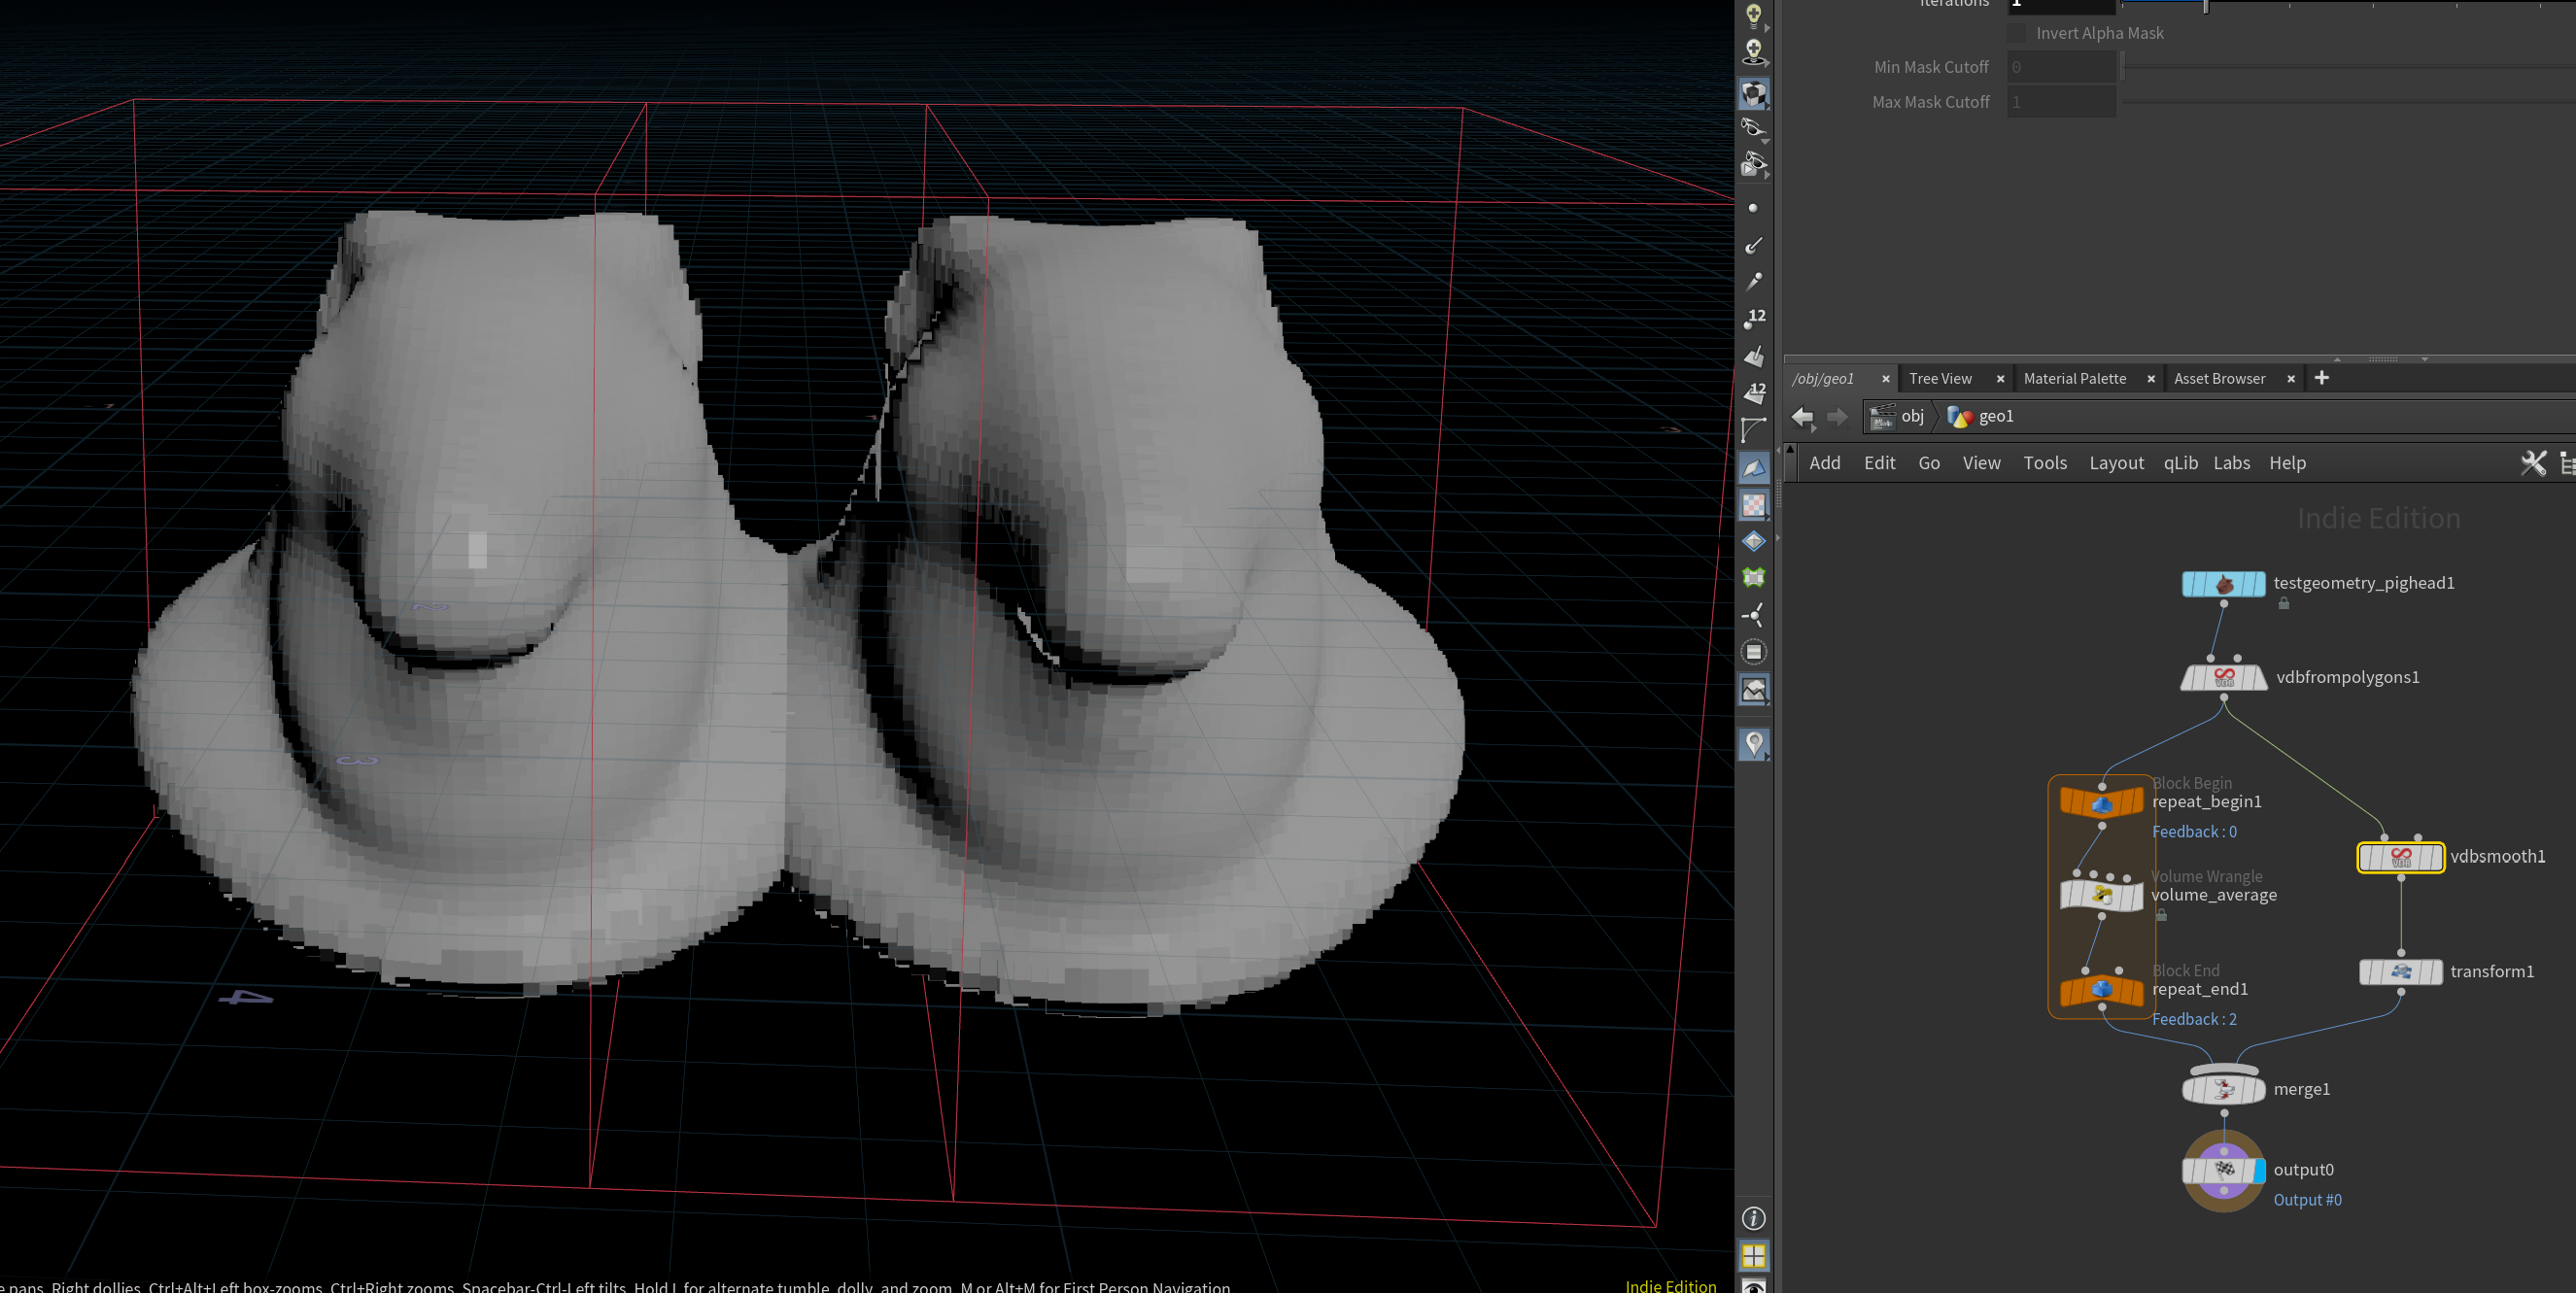 Iterations 1
Invert Alpha Mask
Min Mask Cutoff 0
Max Mask Cutoff 1
/obj/geo1 × Tree View × Material Palette × Asset Browser × +
obj geo1
Add Edit Go View Tools Layout qLib Labs Help
Indie Edition
testgeometry_pighead1
vdbfrompolygons1
Block Begin
repeat_begin1
Feedback : 0
vdbsmooth1
Volume Wrangle
volume_average
Block End
repeat_end1
Feedback : 2
transform1
merge1
output0
Output #0
12
12
2
3
4
e pans. Right dollies. Ctrl+Alt+Left box-zooms. Ctrl+Right zooms. Spacebar-Ctrl-Left tilts. Hold L for alternate tumble, dolly, and zoom. M or Alt+M for First Person Navigation.
Indie Edition